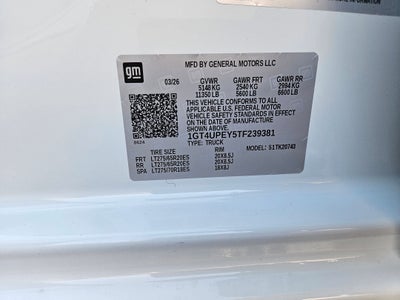 INFORMATION
gm
MFD BY GENERAL MOTORS LLC
03/26 GVWR GAWR FRT GAWR RR
5148 KG 2540 KG 2994 KG
11350 LB 5600 LB 6600 LB
THIS VEHICLE CONFORMS TO ALL
APPLICABLE U.S. FEDERAL MOTOR
VEHICLE SAFETY STANDARDS IN
EFFECT ON THE DATE OF
MANUFACTURE SHOWN ABOVE.
1GT4UPEY5TF239381
TYPE: TRUCK
TIRE SIZE RIM 51TK20743
FRT LT275/65R20ES 20X8.5J
RR LT275/65R20ES 20X8.5J
SPA LT275/70R18ES 18X8J